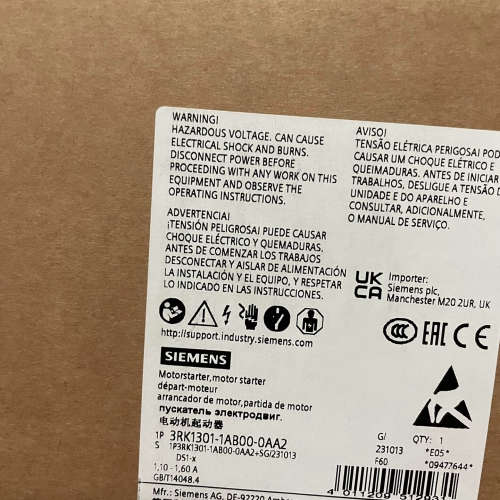 WARNING!
HAZARDOUS VOLTAGE. CAN CAUSE
ELECTRICAL SHOCK AND BURNS.
DISCONNECT POWER BEFORE
PROCEEDING WITH ANY WORK ON THIS
EQUIPMENT AND OBSERVE THE
OPERATING INSTRUCTIONS.
ADVERTENCIA!
¡TENSIÓN PELIGROSA! PUEDE CAUSAR
CHOQUE ELÉCTRICO Y QUEMADURAS.
ANTES DE COMENZAR LOS TRABAJOS
DESCONECTAR Y AISLAR DE ALIMENTACIÓN
LA INSTALACIÓN Y EL EQUIPO, Y RESPETAR
LO INDICADO EN LAS INSTRUCCIONES.
AVISO!
TENSÃO ELÉTRICA PERIGOSA! POD
CAUSAR UM CHOQUE ELÉTRICO E
QUEIMADURAS. ANTES DE INICIAR
TRABALHOS, DESLIGUE A TENSÃO D
UNIDADE E DO APARELHO E
CONSULTAR, ADICIONALMENTE,
O MANUAL DE SERVIÇO.
UK
CA
Importer:
Siemens plc,
Manchester M20 2UR, UK
CCC EAC CE
http://support.industry.siemens.com
SIEMENS
Motorstarter,motor starter
départ-moteur
arrancador de motor,partida de motor
пускатель электродвиг.
电动机起动器
1P 3RK1301-1AB00-0AA2
S 1P3RK1301-1AB00-0AA2+SG/231013
DS1-x
1,10 - 1,60 A
GB/T14048.4
G/
231013
F60
QTY: 1
*E05*
*09477644*
Mfr.: Siemens AG, DE-92220 Amb